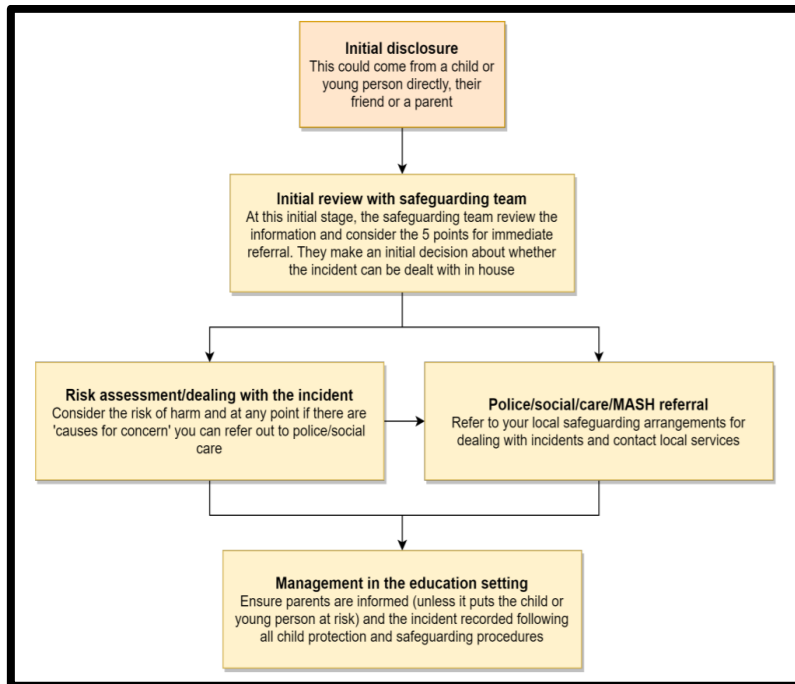 Initial disclosure
This could come from a child or
young person directly, their
friend or a parent
Initial review with safeguarding team
At this initial stage, the safeguarding team review the
information and consider the 5 points for immediate
referral. They make an initial decision about whether
the incident can be dealt with in house
Risk assessment/dealing with the incident
Consider the risk of harm and at any point if there are
'causes for concern' you can refer out to police/social
care
Police/social/care/MASH referral
Refer to your local safeguarding arrangements for
dealing with incidents and contact local services
Management in the education setting
Ensure parents are informed (unless it puts the child or
young person at risk) and the incident recorded following
all child protection and safeguarding procedures